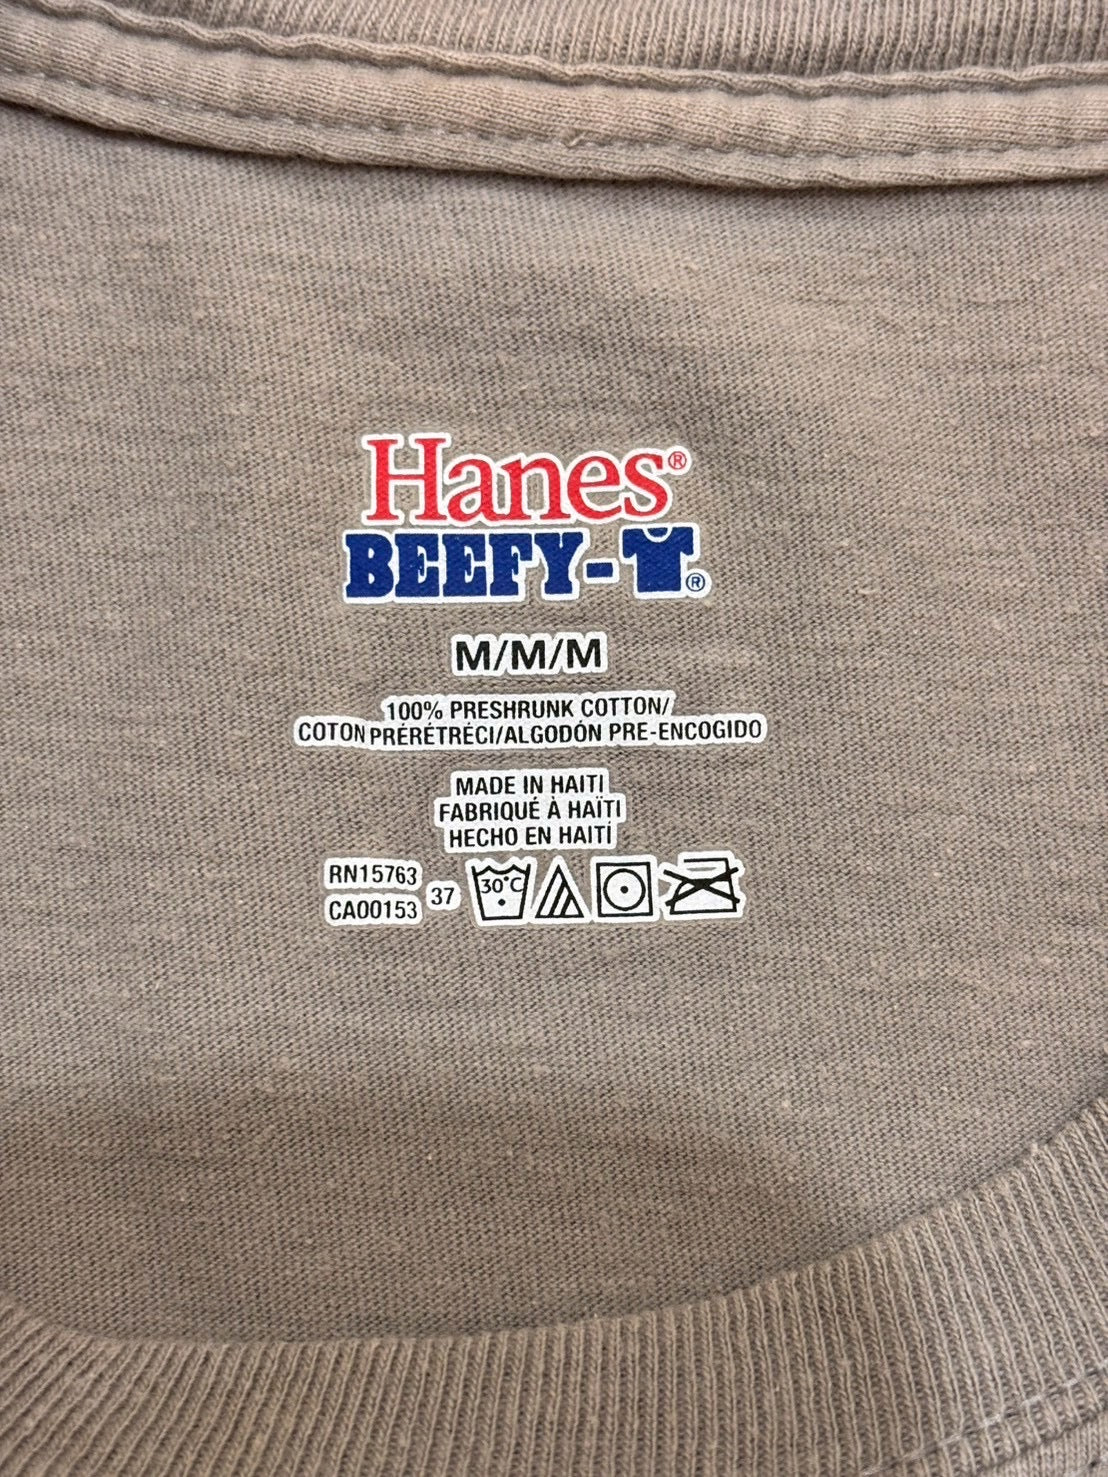 Hanes®
BEEFY-T®
M/M/M
100% PRESHRUNK COTTON/
COTON PRÉRÉTRÉCI/ALGODÓN PRE-ENCOGIDO
MADE IN HAITI
FABRIQUÉ À HAÏTI
HECHO EN HAITÍ
RN15763
CA00153
37
30°C